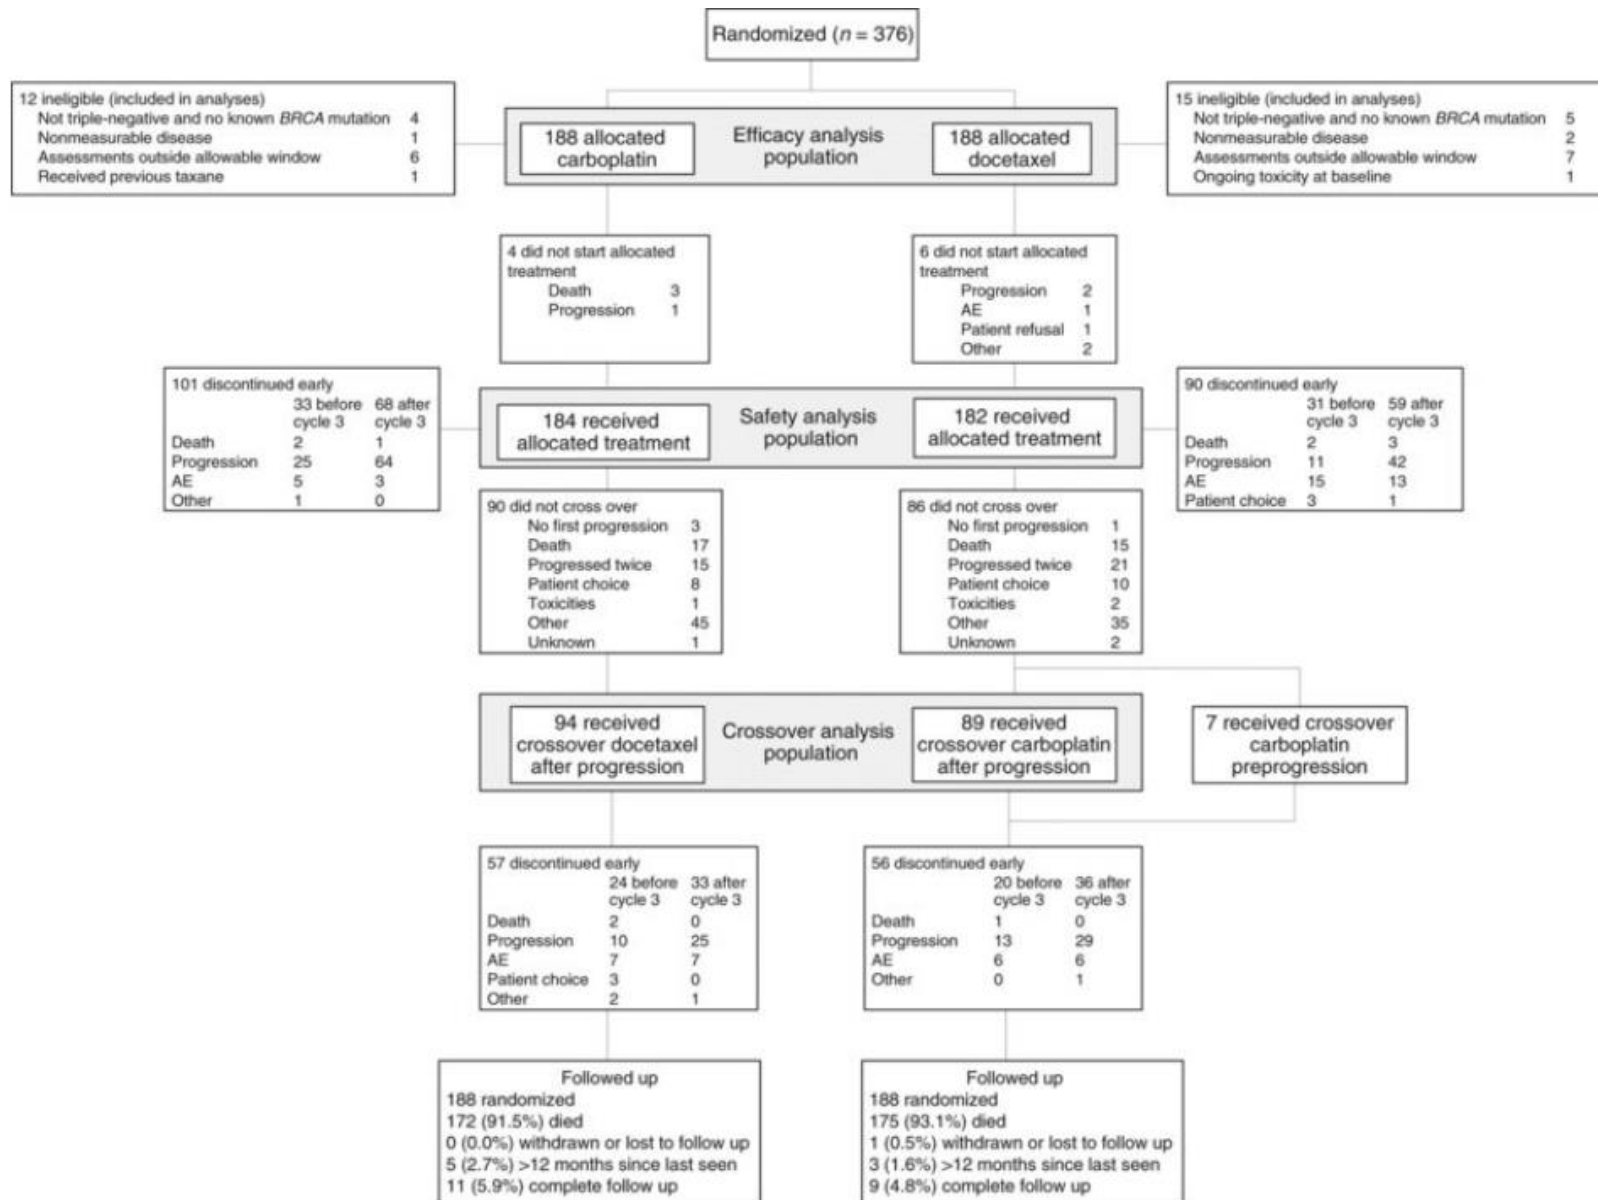 Randomized (n = 376)
12 ineligible (included in analyses)
Not triple-negative and no known BRCA mutation 4
Nonmeasurable disease 1
Assessments outside allowable window 6
Received previous taxane 1
188 allocated
carboplatin
Efficacy analysis
population
188 allocated
docetaxel
15 ineligible (included in analyses)
Not triple-negative and no known BRCA mutation 5
Nonmeasurable disease 2
Assessments outside allowable window 7
Ongoing toxicity at baseline 1
4 did not start allocated
treatment
Death 3
Progression 1
6 did not start allocated
treatment
Progression 2
AE 1
Patient refusal 1
Other 2
101 discontinued early
33 before 68 after
cycle 3 cycle 3
Death 2 1
Progression 25 64
AE 5 3
Other 1 0
184 received
allocated treatment
Safety analysis
population
182 received
allocated treatment
90 discontinued early
31 before 59 after
cycle 3 cycle 3
Death 2 3
Progression 11 42
AE 15 13
Patient choice 3 1
90 did not cross over
No first progression 3
Death 17
Progressed twice 15
Patient choice 8
Toxicities 1
Other 45
Unknown 1
86 did not cross over
No first progression 1
Death 15
Progressed twice 21
Patient choice 10
Toxicities 2
Other 35
Unknown 2
94 received
crossover docetaxel
after progression
Crossover analysis
population
89 received
crossover carboplatin
after progression
7 received crossover
carboplatin
preprogression
57 discontinued early
24 before 33 after
cycle 3 cycle 3
Death 2 0
Progression 10 25
AE 7 7
Patient choice 3 0
Other 2 1
56 discontinued early
20 before 36 after
cycle 3 cycle 3
Death 1 0
Progression 13 29
AE 6 6
Other 0 1
Followed up
188 randomized
172 (91.5%) died
0 (0.0%) withdrawn or lost to follow up
5 (2.7%) >12 months since last seen
11 (5.9%) complete follow up
Followed up
188 randomized
175 (93.1%) died
1 (0.5%) withdrawn or lost to follow up
3 (1.6%) >12 months since last seen
9 (4.8%) complete follow up